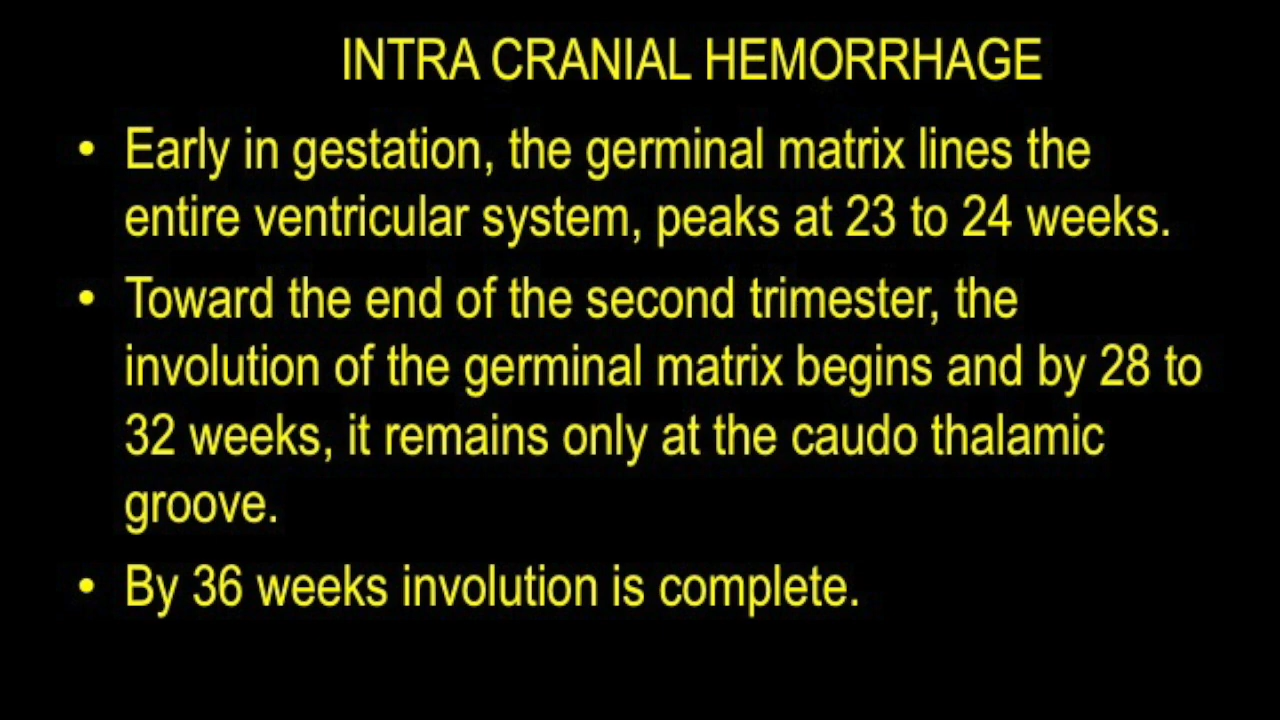 INTRA CRANIAL HEMORRHAGE
• Early in gestation, the germinal matrix lines the
entire ventricular system, peaks at 23 to 24 weeks.
• Toward the end of the second trimester, the
involution of the germinal matrix begins and by 28 to
32 weeks, it remains only at the caudo thalamic
groove.
• By 36 weeks involution is complete.